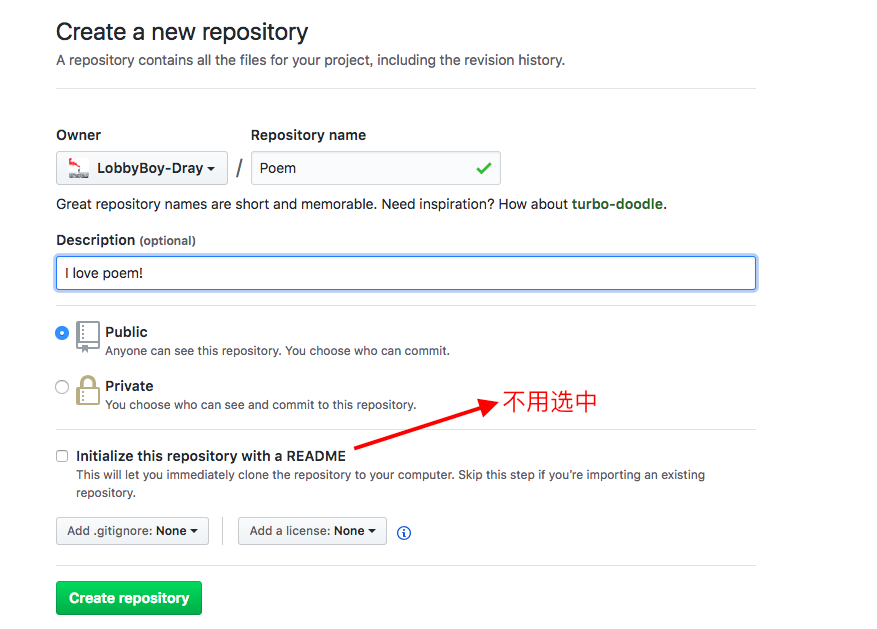 Create a new repository
A repository contains all the files for your project, including the revision history.
Owner
Repository name
LobbyBoy-Dray
/
Poem
Great repository names are short and memorable. Need inspiration? How about turbo-doodle.
Description (optional)
I love poem!
Public
Anyone can see this repository. You choose who can commit.
Private
You choose who can see and commit to this repository.
不用选中
Initialize this repository with a README
This will let you immediately clone the repository to your computer. Skip this step if you're importing an existing
repository.
Add .gitignore: None
Add a license: None
Create repository